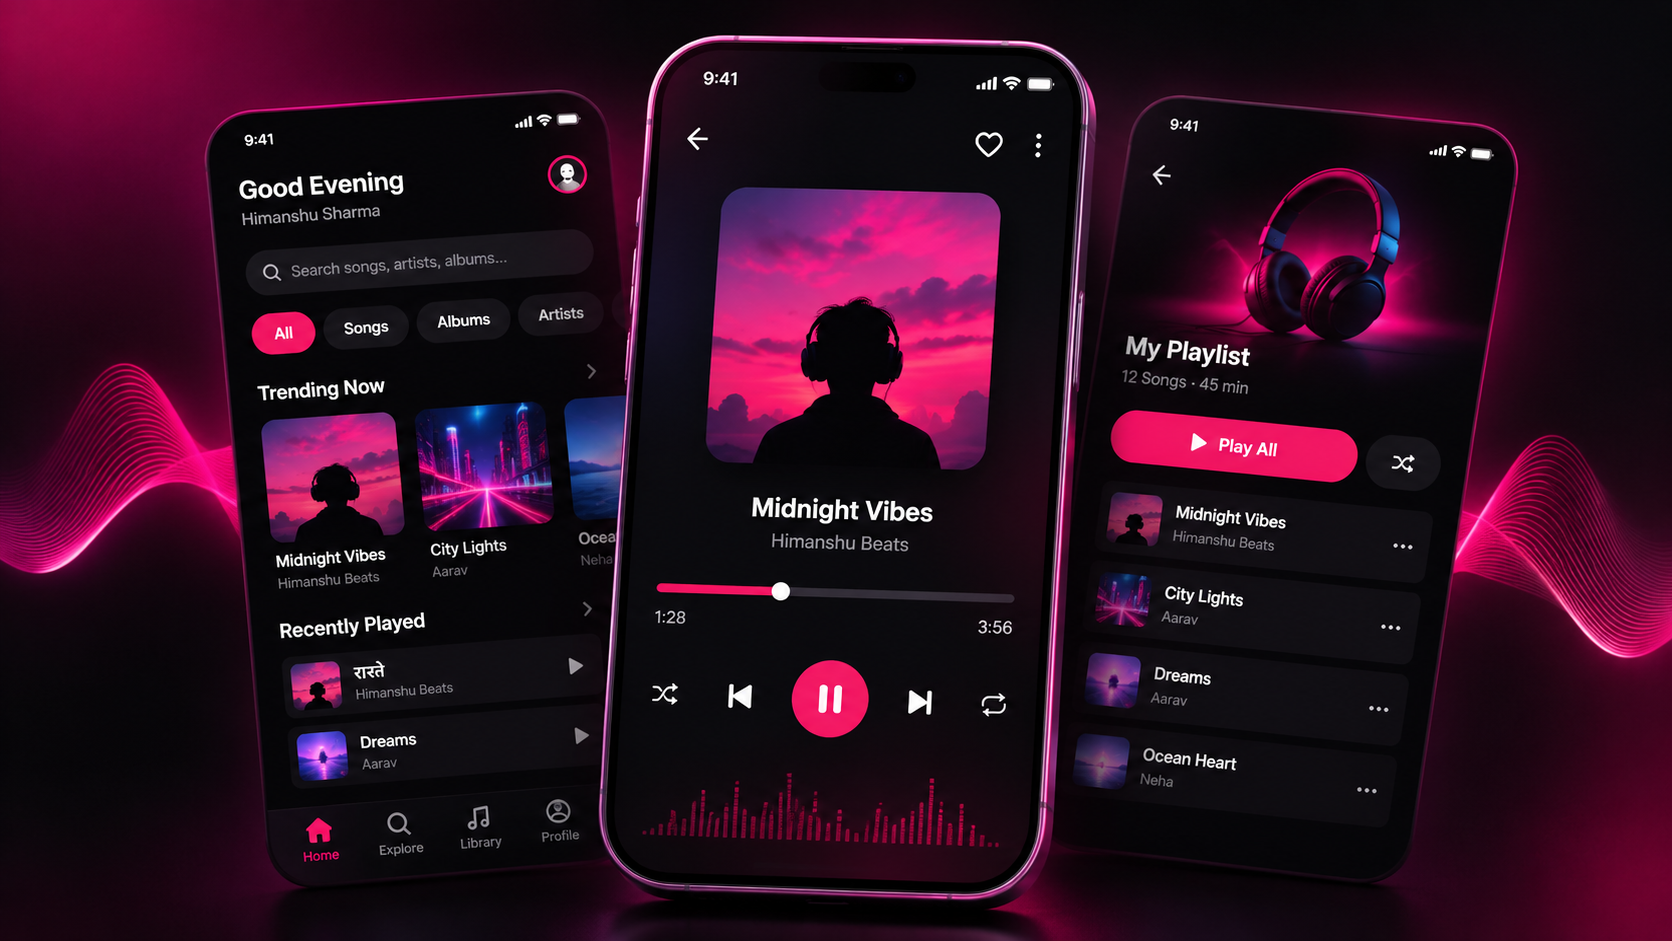 9:41
Good Evening
Himanshu Sharma
Search songs, artists, albums...
All
Songs
Albums
Artists
Trending Now
Midnight Vibes
Himanshu Beats
City Lights
Aarav
Ocea
Neha
Recently Played
रास्ते
Himanshu Beats
Dreams
Aarav
Home
Explore
Library
Profile
9:41
Midnight Vibes
Himanshu Beats
1:28
3:56
9:41
My Playlist
12 Songs • 45 min
Play All
Midnight Vibes
Himanshu Beats
City Lights
Aarav
Dreams
Aarav
Ocean Heart
Neha